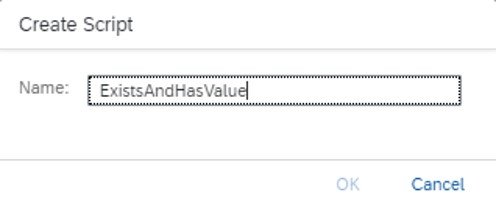 Create Script
Name: ExistsAndHasValue
OK Cancel